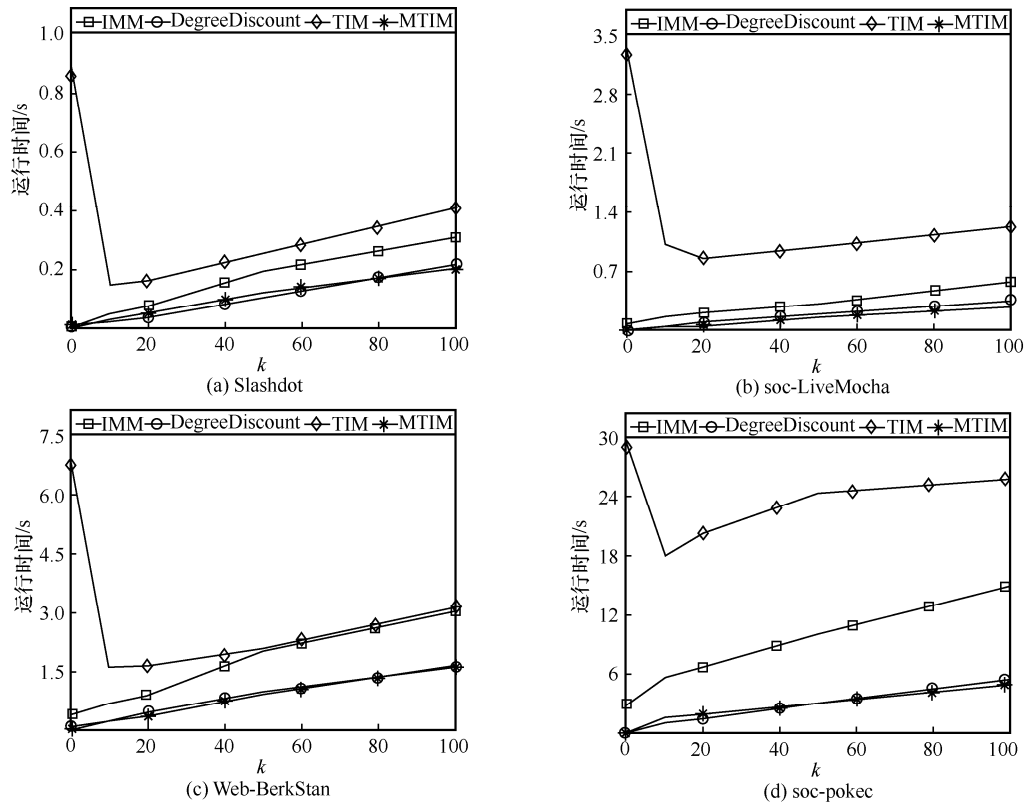 IMM DegreeDiscount TIM MTIM
1.0
0.8
0.6
0.4
0.2
运行时间/s
0 20 40 60 80 100
k
(a) Slashdot
IMM DegreeDiscount TIM MTIM
3.5
2.8
2.1
1.4
0.7
运行时间/s
0 20 40 60 80 100
k
(b) soc-LiveMocha
IMM DegreeDiscount TIM MTIM
7.5
6.0
4.5
3.0
1.5
运行时间/s
0 20 40 60 80 100
k
(c) Web-BerkStan
IMM DegreeDiscount TIM MTIM
30
24
18
12
6
运行时间/s
0 20 40 60 80 100
k
(d) soc-pokec